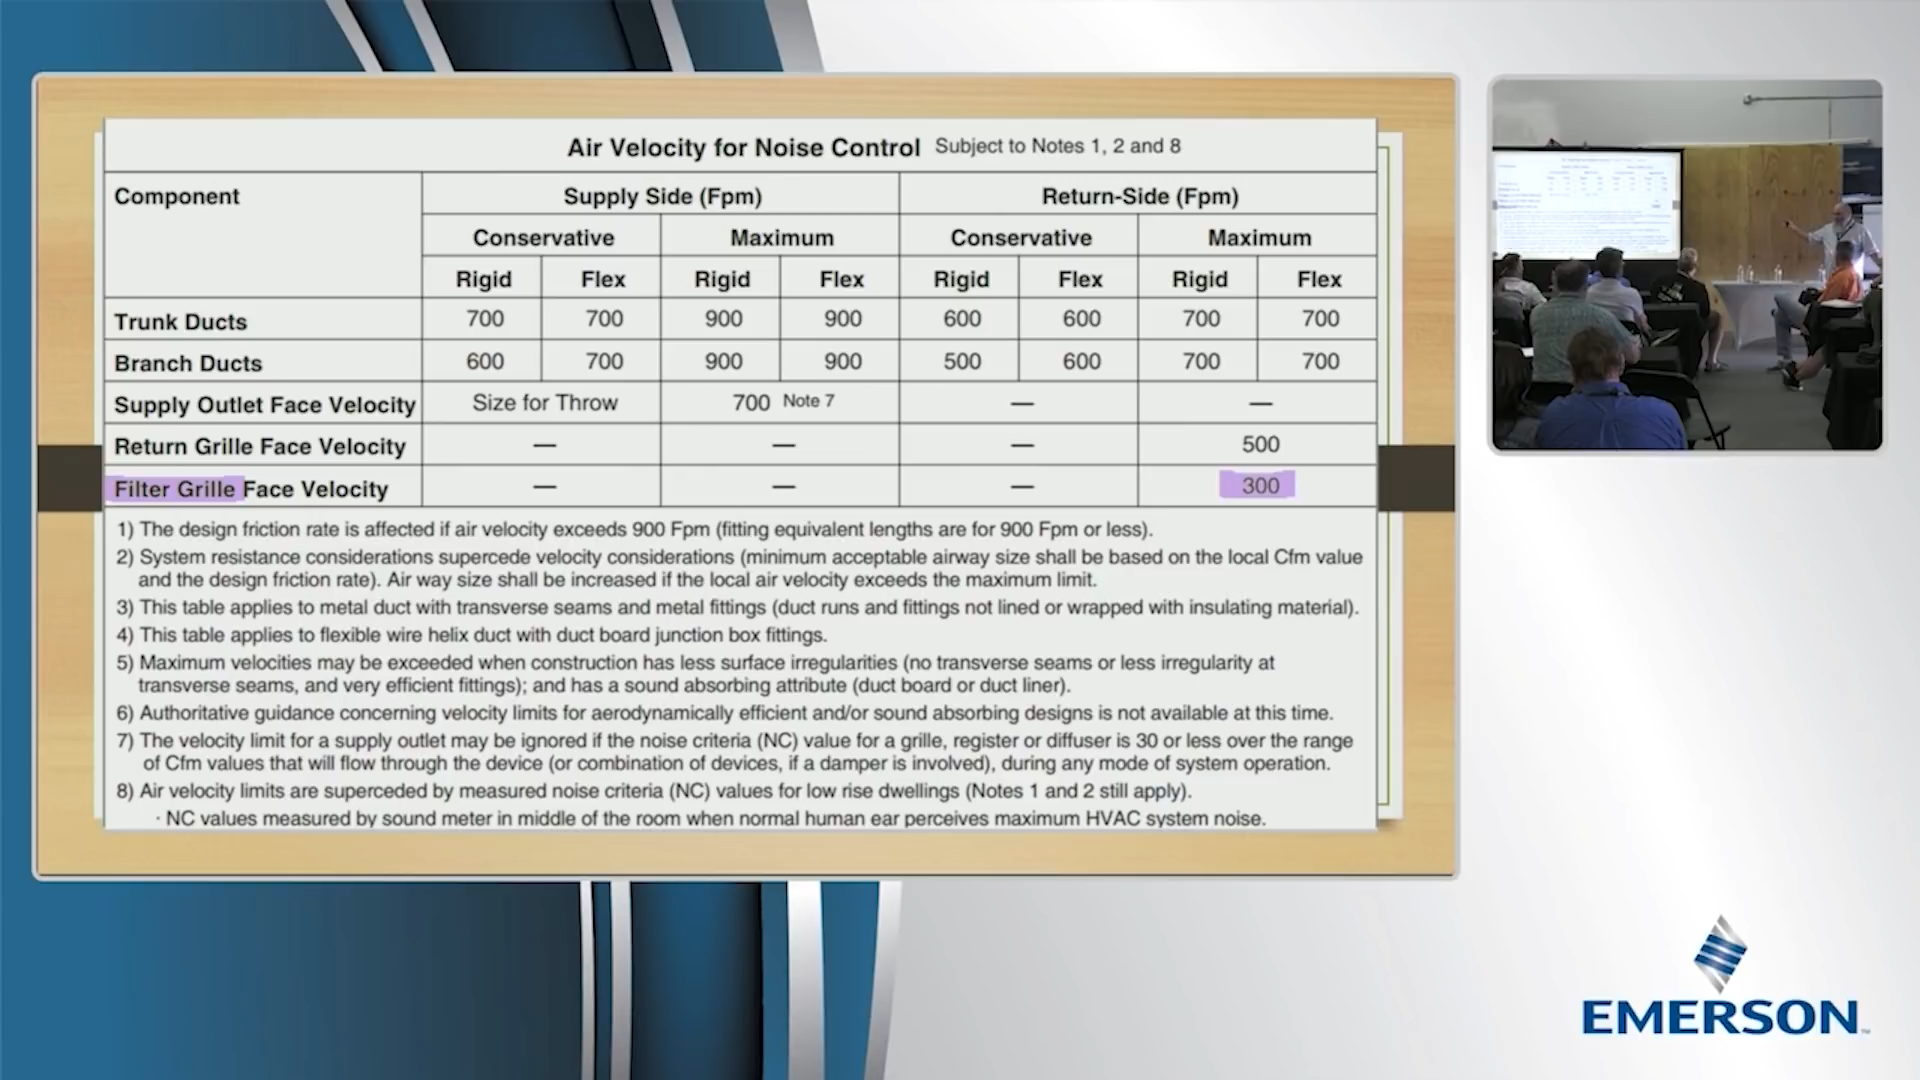 Air Velocity for Noise Control Subject to Notes 1, 2 and 8
Component Supply Side (Fpm) Return-Side (Fpm)
Conservative Maximum Conservative Maximum
Rigid Flex Rigid Flex Rigid Flex Rigid Flex
Trunk Ducts 700 700 900 900 600 600 700 700
Branch Ducts 600 700 900 900 500 600 700 700
Supply Outlet Face Velocity Size for Throw 700 Note 7 — —
Return Grille Face Velocity — — — 500
Filter Grille Face Velocity — — — 300
1) The design friction rate is affected if air velocity exceeds 900 Fpm (fitting equivalent lengths are for 900 Fpm or less).
2) System resistance considerations supercede velocity considerations (minimum acceptable airway size shall be based on the local Cfm value
and the design friction rate). Air way size shall be increased if the local air velocity exceeds the maximum limit.
3) This table applies to metal duct with transverse seams and metal fittings (duct runs and fittings not lined or wrapped with insulating material).
4) This table applies to flexible wire helix duct with duct board junction box fittings.
5) Maximum velocities may be exceeded when construction has less surface irregularities (no transverse seams or less irregularity at
transverse seams, and very efficient fittings); and has a sound absorbing attribute (duct board or duct liner).
6) Authoritative guidance concerning velocity limits for aerodynamically efficient and/or sound absorbing designs is not available at this time.
7) The velocity limit for a supply outlet may be ignored if the noise criteria (NC) value for a grille, register or diffuser is 30 or less over the range
of Cfm values that will flow through the device (or combination of devices, if a damper is involved), during any mode of system operation.
8) Air velocity limits are superceded by measured noise criteria (NC) values for low rise dwellings (Notes 1 and 2 still apply).
· NC values measured by sound meter in middle of the room when normal human ear perceives maximum HVAC system noise.
EMERSON